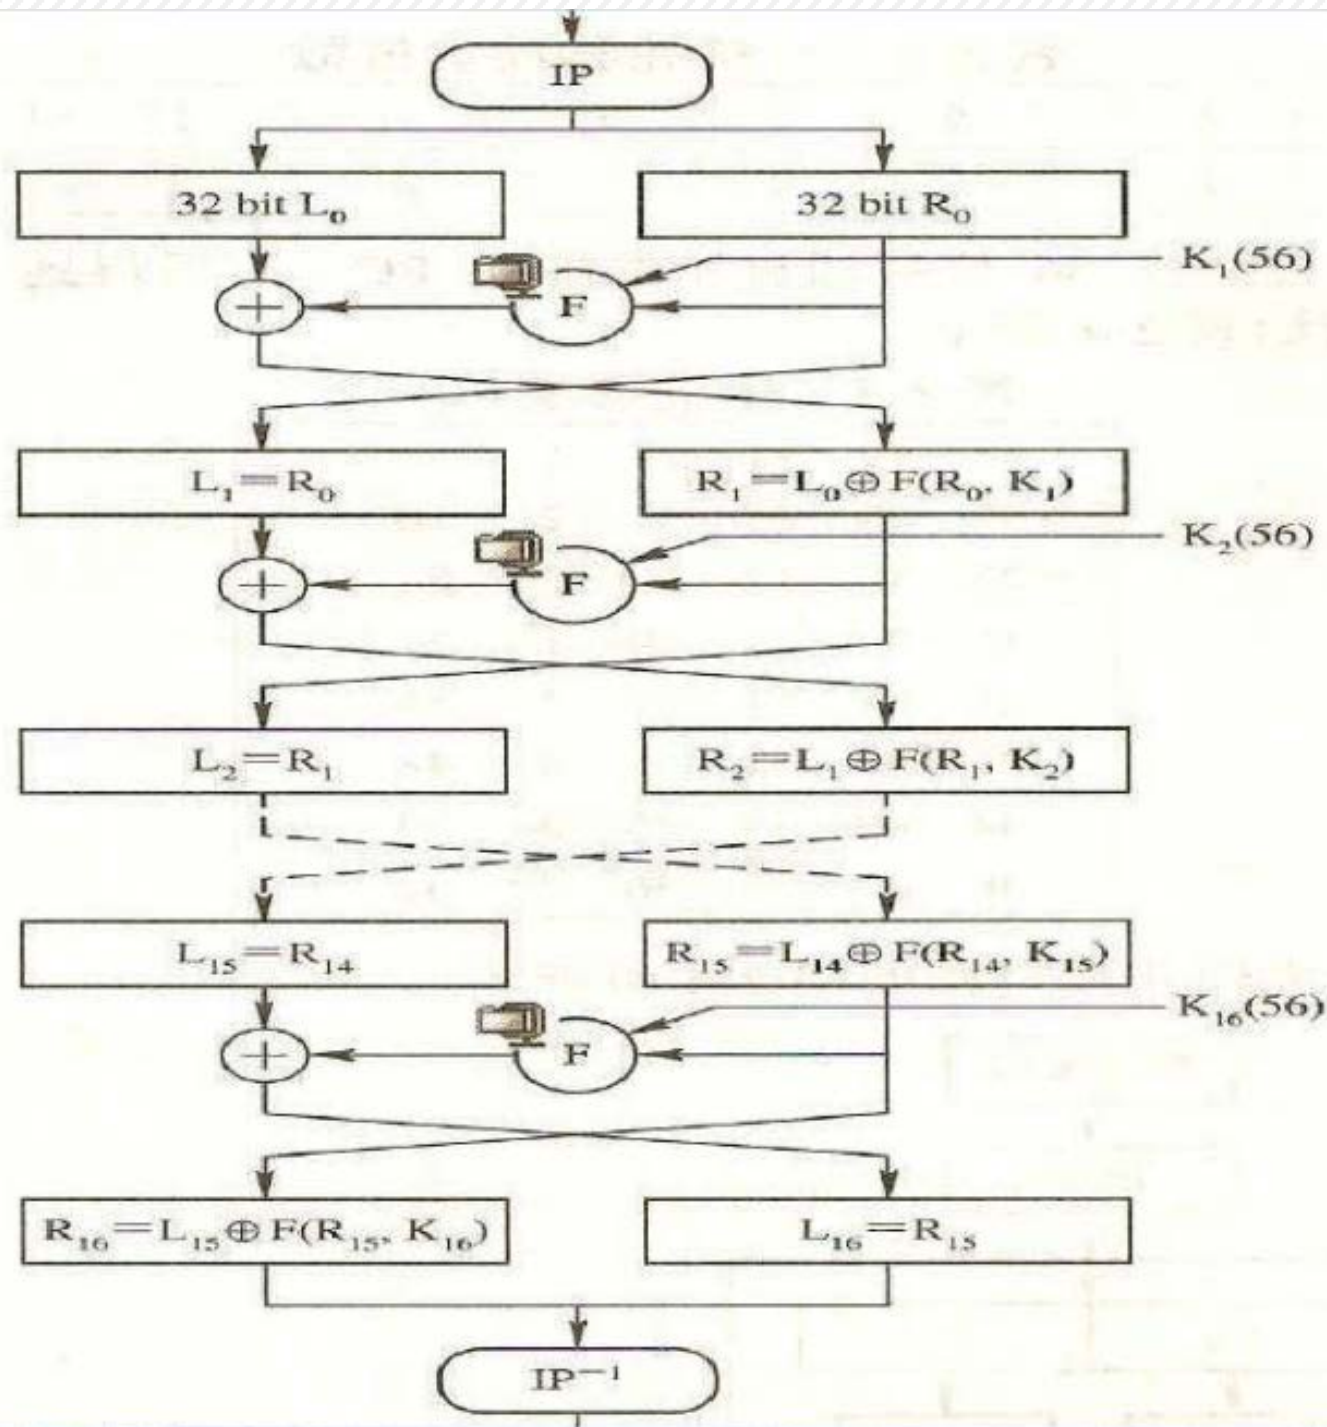 IP
32 bit L₀
32 bit R₀
K₁(56)
F
L₁=R₀
R₁=L₀⊕F(R₀, K₁)
K₂(56)
F
L₂=R₁
R₂=L₁⊕F(R₁, K₂)
L₁₅=R₁₄
R₁₅=L₁₄⊕F(R₁₄, K₁₅)
K₁₆(56)
F
R₁₆=L₁₅⊕F(R₁₅, K₁₆)
L₁₆=R₁₅
IP⁻¹